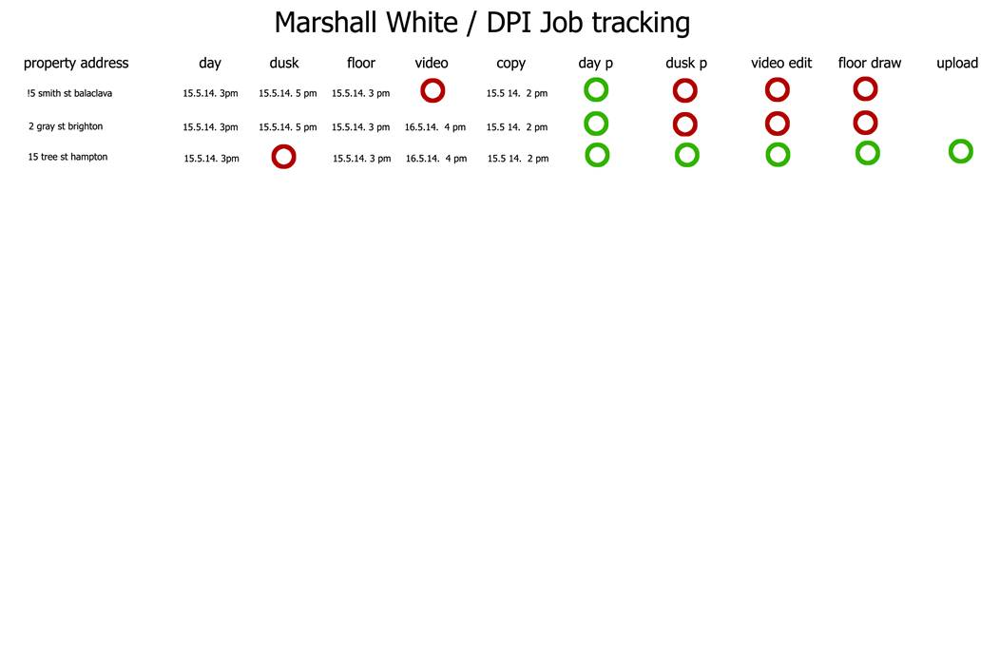 Marshall White / DPI Job tracking
property address day dusk floor video copy day p dusk p video edit floor draw upload
!5 smith st balaclava 15.5.14. 3pm 15.5.14. 5 pm 15.5.14. 3 pm 15.5 14. 2 pm
2 gray st brighton 15.5.14. 3pm 15.5.14. 5 pm 15.5.14. 3 pm 16.5.14. 4 pm 15.5 14. 2 pm
15 tree st hampton 15.5.14. 3pm 15.5.14. 3 pm 16.5.14. 4 pm 15.5 14. 2 pm